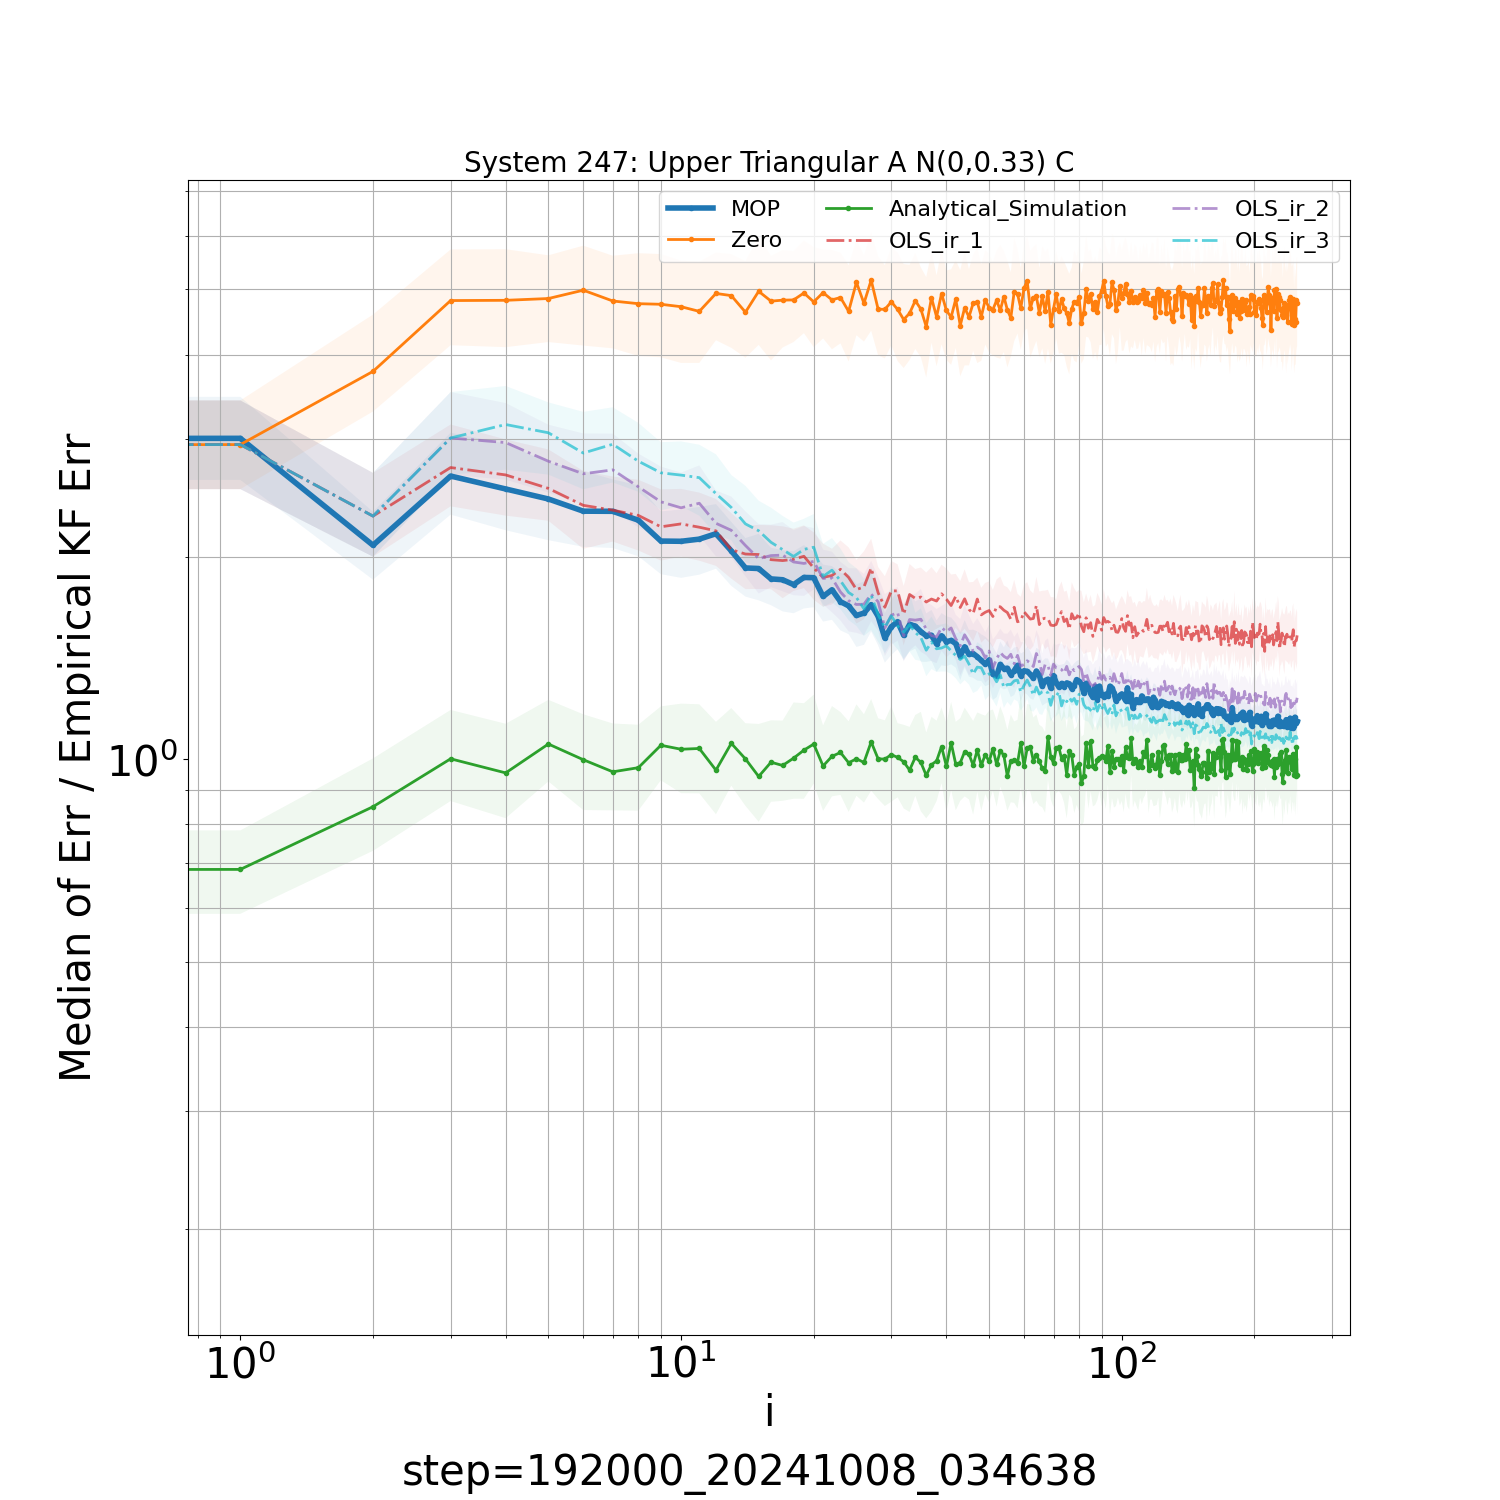 System 247: Upper Triangular A N(0,0.33) C
MOP
Zero
Analytical_Simulation
OLS_ir_1
OLS_ir_2
OLS_ir_3
Median of Err / Empirical KF Err
10⁰
10⁰
10¹
10²
i
step=192000_20241008_034638